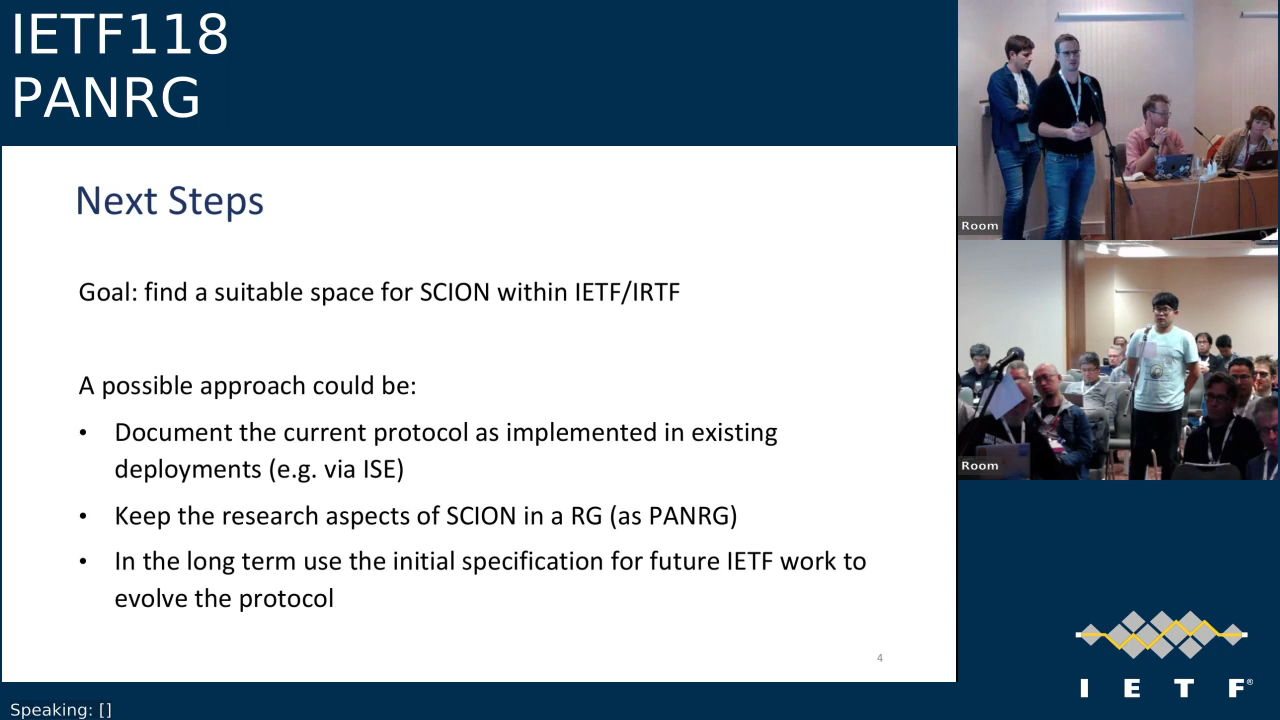 IETF118
PANRG
Next Steps
Goal: find a suitable space for SCION within IETF/IRTF
A possible approach could be:
• Document the current protocol as implemented in existing
deployments (e.g. via ISE)
• Keep the research aspects of SCION in a RG (as PANRG)
• In the long term use the initial specification for future IETF work to
evolve the protocol
4
Room
Room
I E T F®
Speaking: []